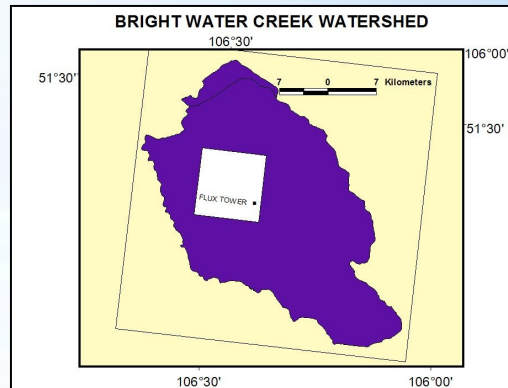 BRIGHT WATER CREEK WATERSHED
106°30'
106°00'
51°30'
7 0 7 Kilometers
51°30'
FLUX TOWER
106°30'
106°00'